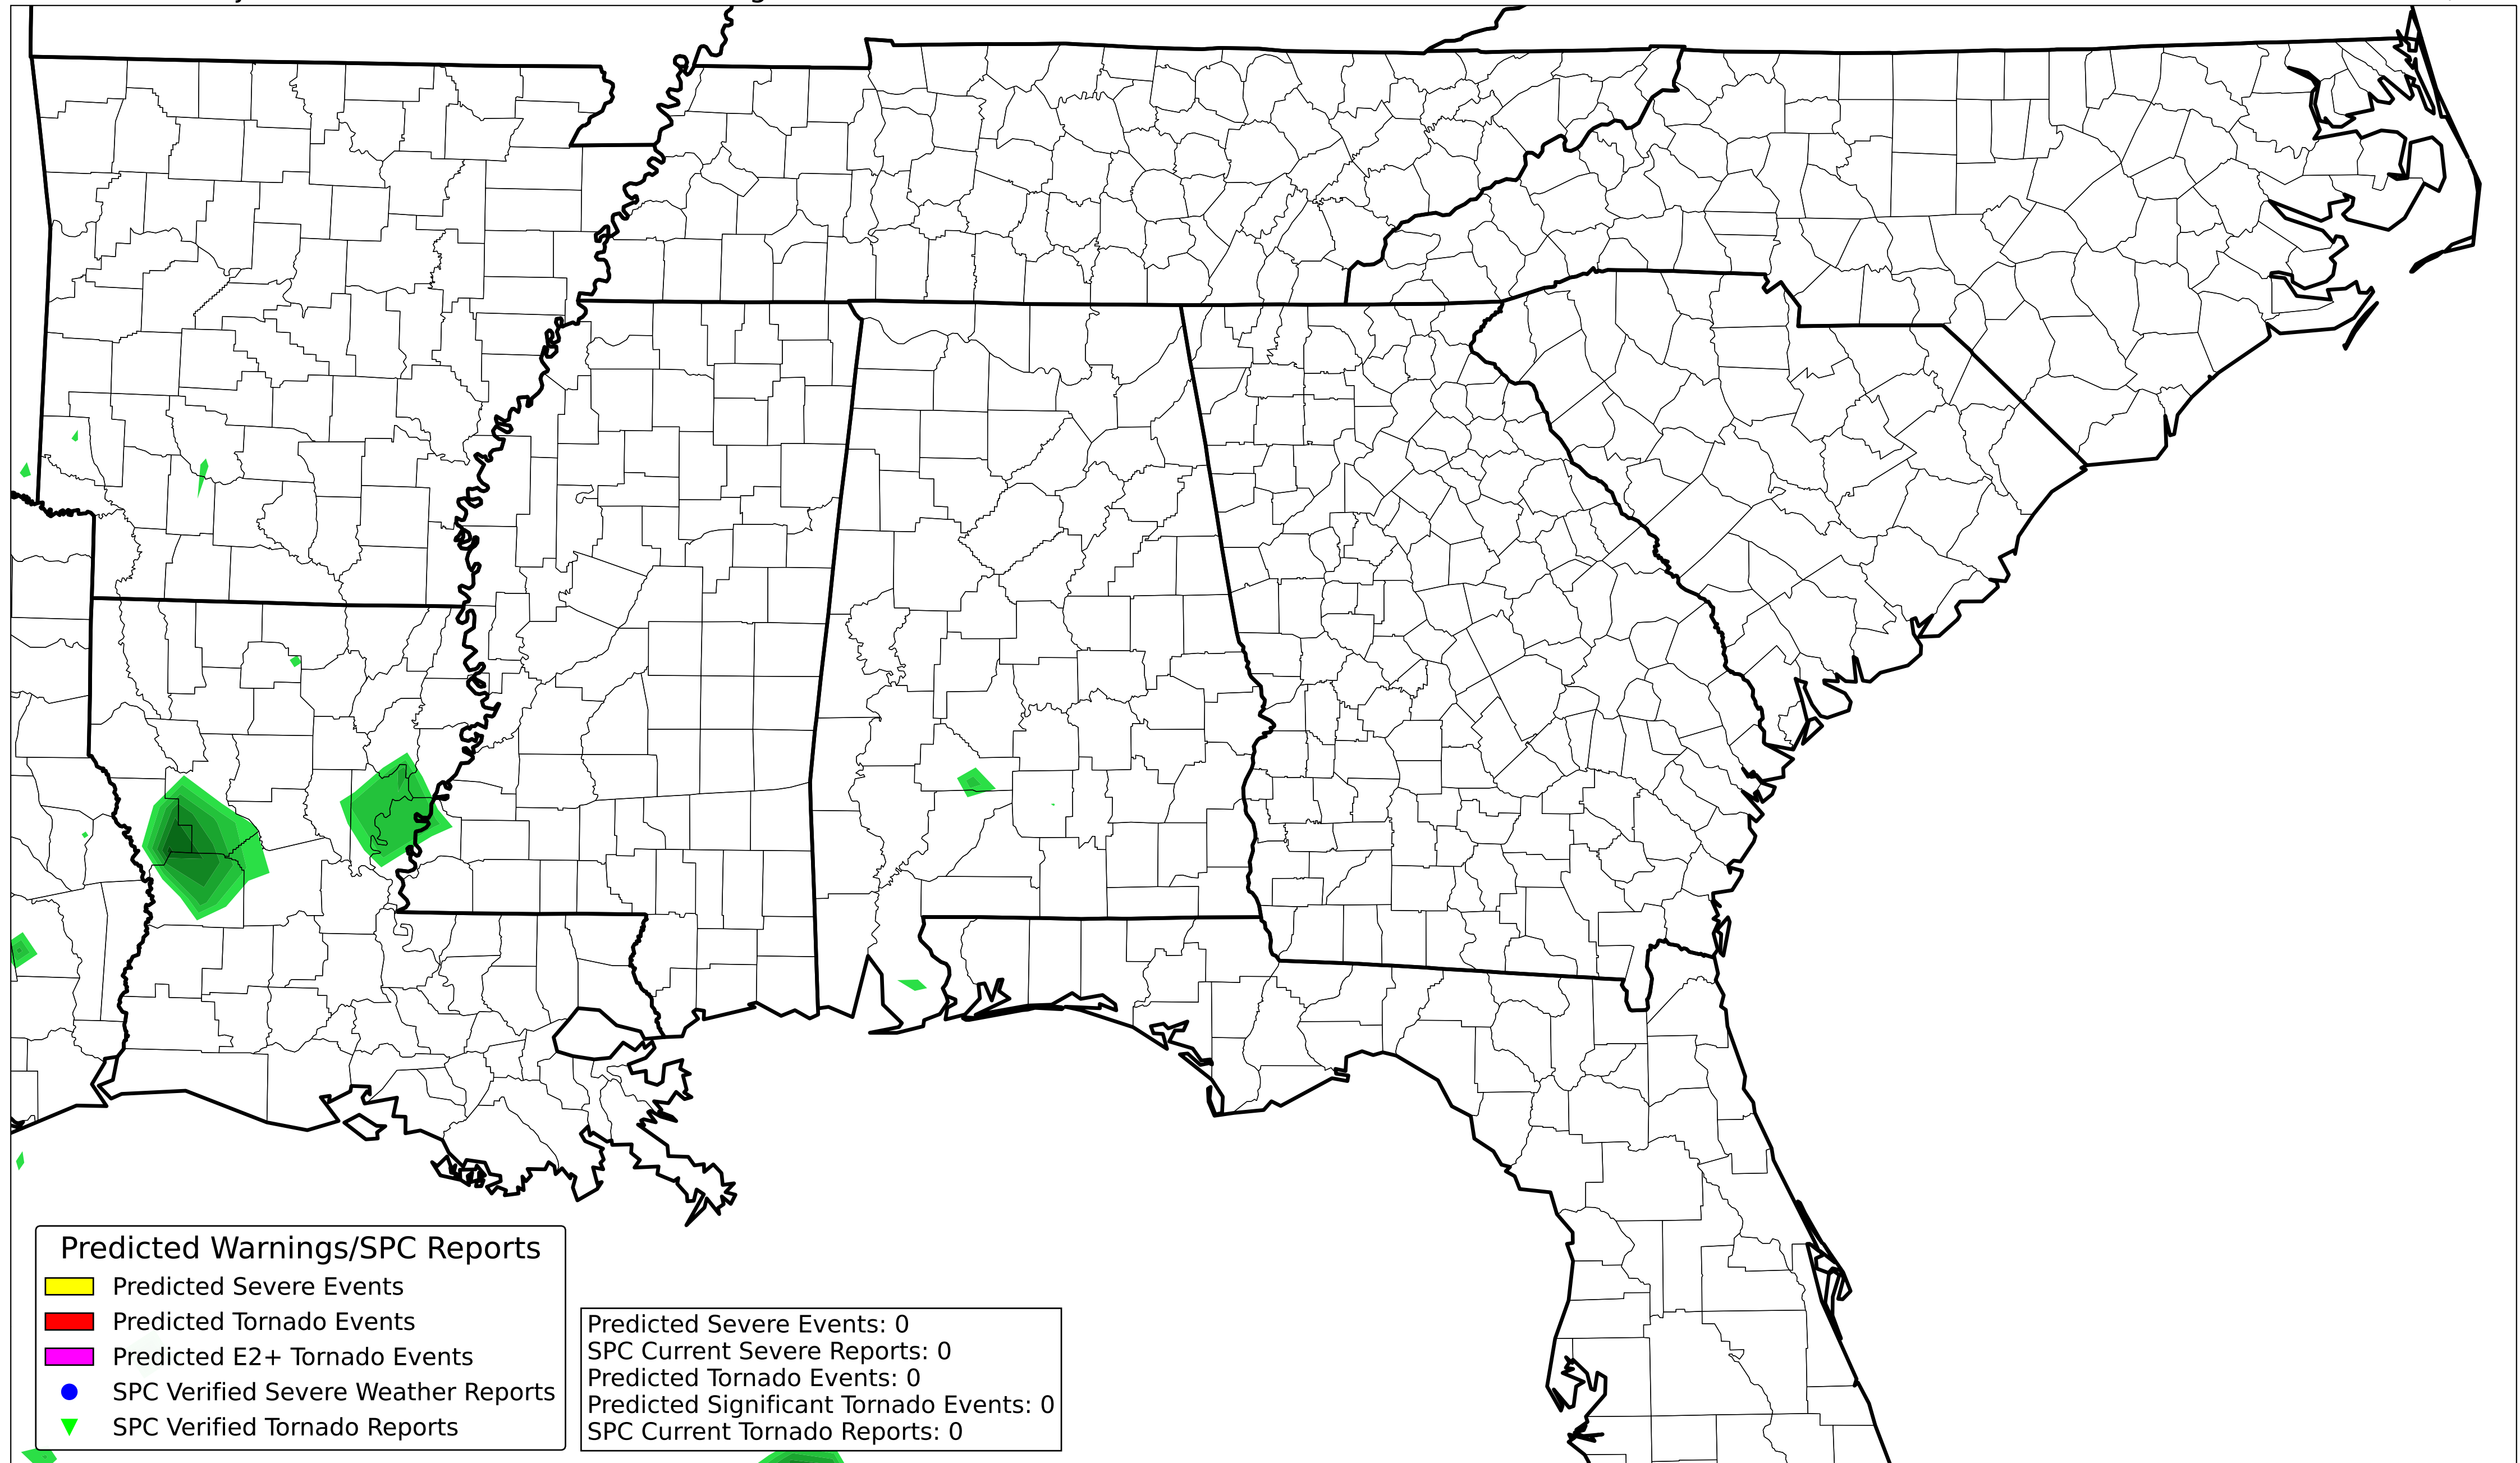 Predicted Warnings/SPC Reports
Predicted Severe Events
Predicted Tornado Events
Predicted E2+ Tornado Events
SPC Verified Severe Weather Reports
SPC Verified Tornado Reports
Predicted Severe Events: 0
SPC Current Severe Reports: 0
Predicted Tornado Events: 0
Predicted Significant Tornado Events: 0
SPC Current Tornado Reports: 0